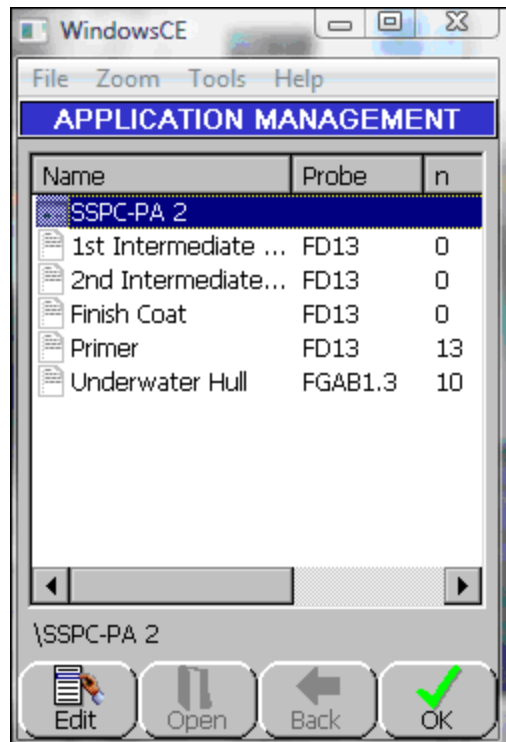 WindowsCE
File Zoom Tools Help
APPLICATION MANAGEMENT
Name Probe n
SSPC-PA 2
1st Intermediate ... FD13 0
2nd Intermediate... FD13 0
Finish Coat FD13 0
Primer FD13 13
Underwater Hull FGAB1.3 10
\SSPC-PA 2
Edit Open Back OK